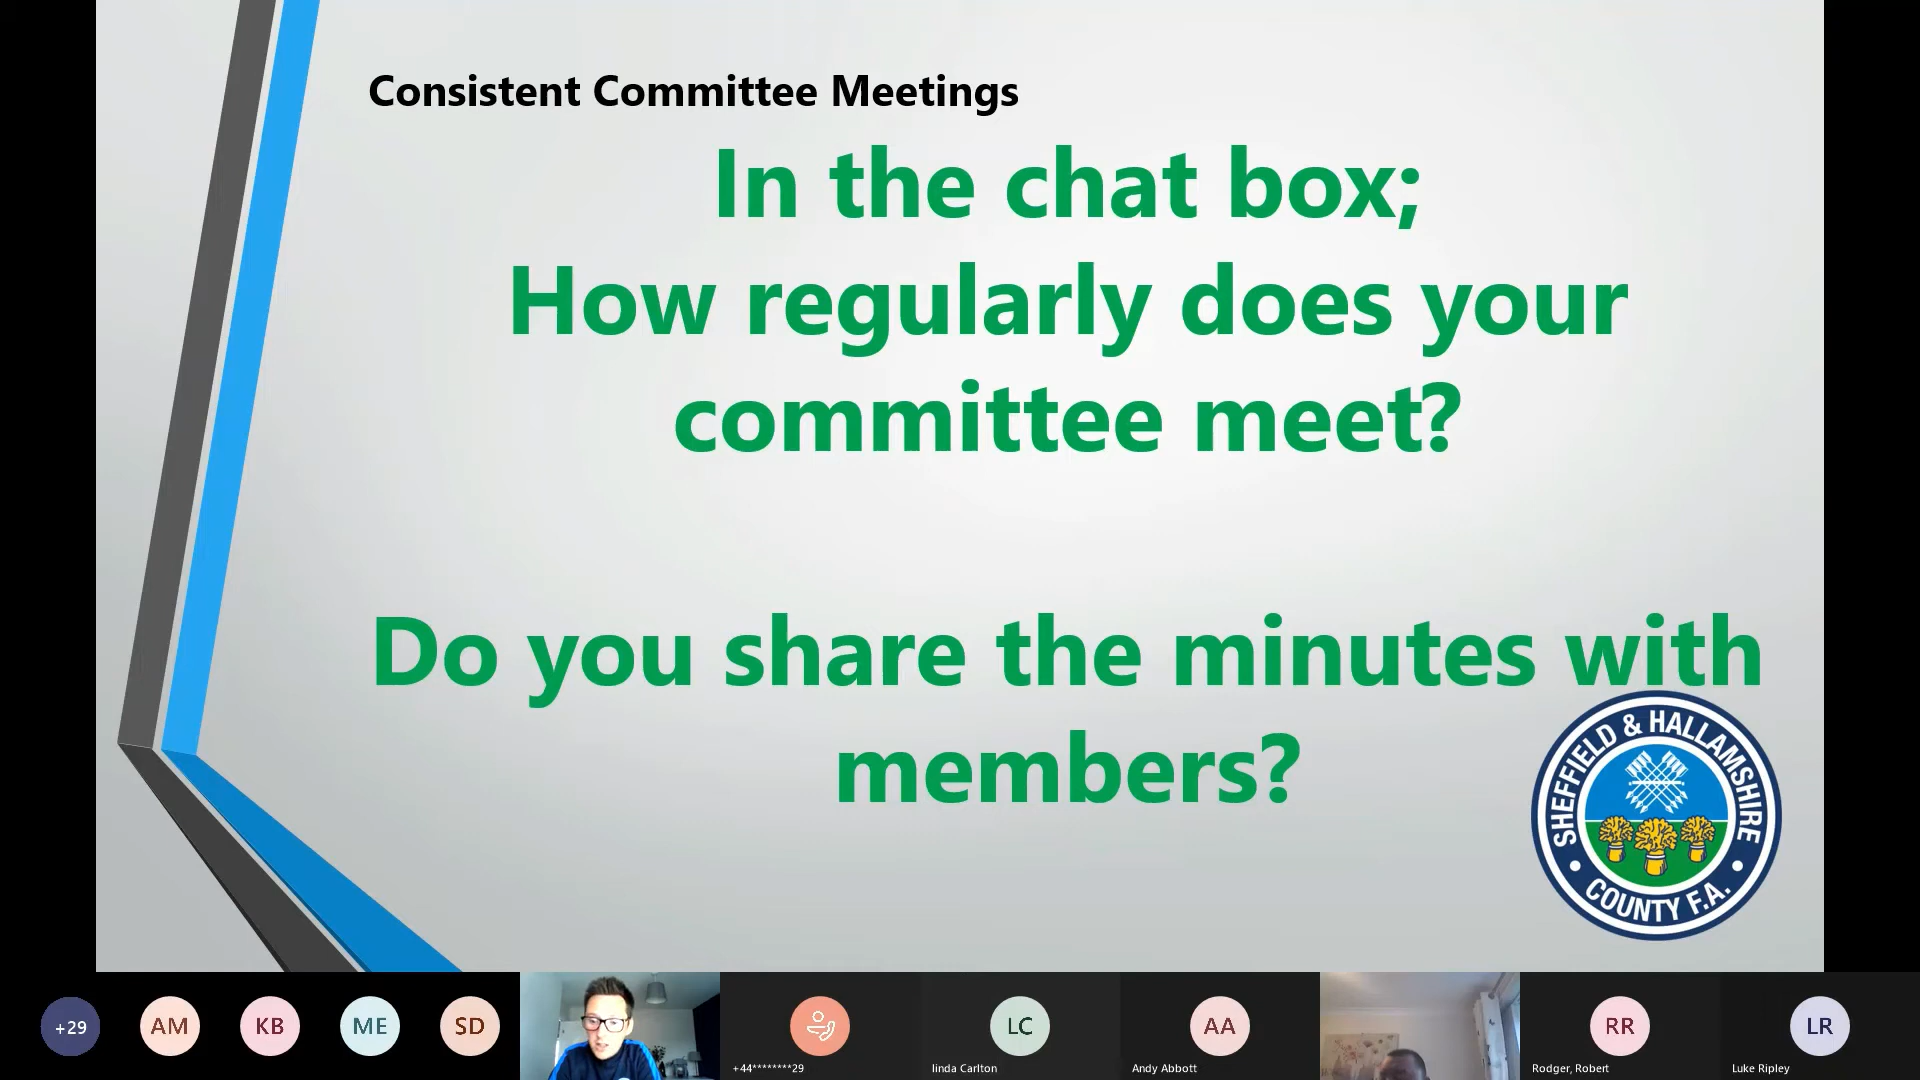 Consistent Committee Meetings
In the chat box;
How regularly does your
committee meet?
Do you share the minutes with
members?
SHEFFIELD & HALLAMSHIRE
COUNTY F.A.
+29
AM
KB
ME
SD
LC
AA
RR
LR
+44********29
linda Carlton
Andy Abbott
Rodger, Robert
Luke Ripley